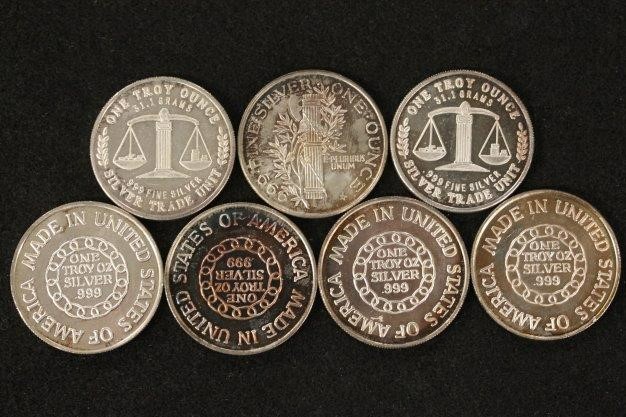 ONE TROY OUNCE
31.1 GRAMS
.999 FINE SILVER
SILVER TRADE UNIT
.999 FINE SILVER ONE OUNCE
E·PLURIBUS
UNUM
ONE TROY OUNCE
31.1 GRAMS
.999 FINE SILVER
SILVER TRADE UNIT
MADE IN UNITED STATES OF AMERICA
ONE
TROY OZ
SILVER
.999
MADE IN UNITED STATES OF AMERICA
ONE
TROY OZ
SILVER
.999
MADE IN UNITED STATES OF AMERICA
ONE
TROY OZ
SILVER
.999
MADE IN UNITED STATES OF AMERICA
ONE
TROY OZ
SILVER
.999